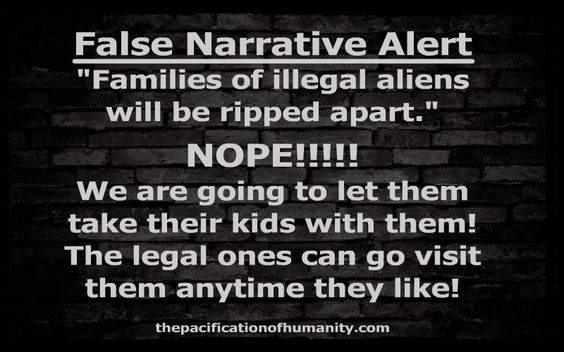 False Narrative Alert
"Families of illegal aliens
will be ripped apart."
NOPE!!!!!
We are going to let them
take their kids with them!
The legal ones can go visit
them anytime they like!
thepacificationofhumanity.com